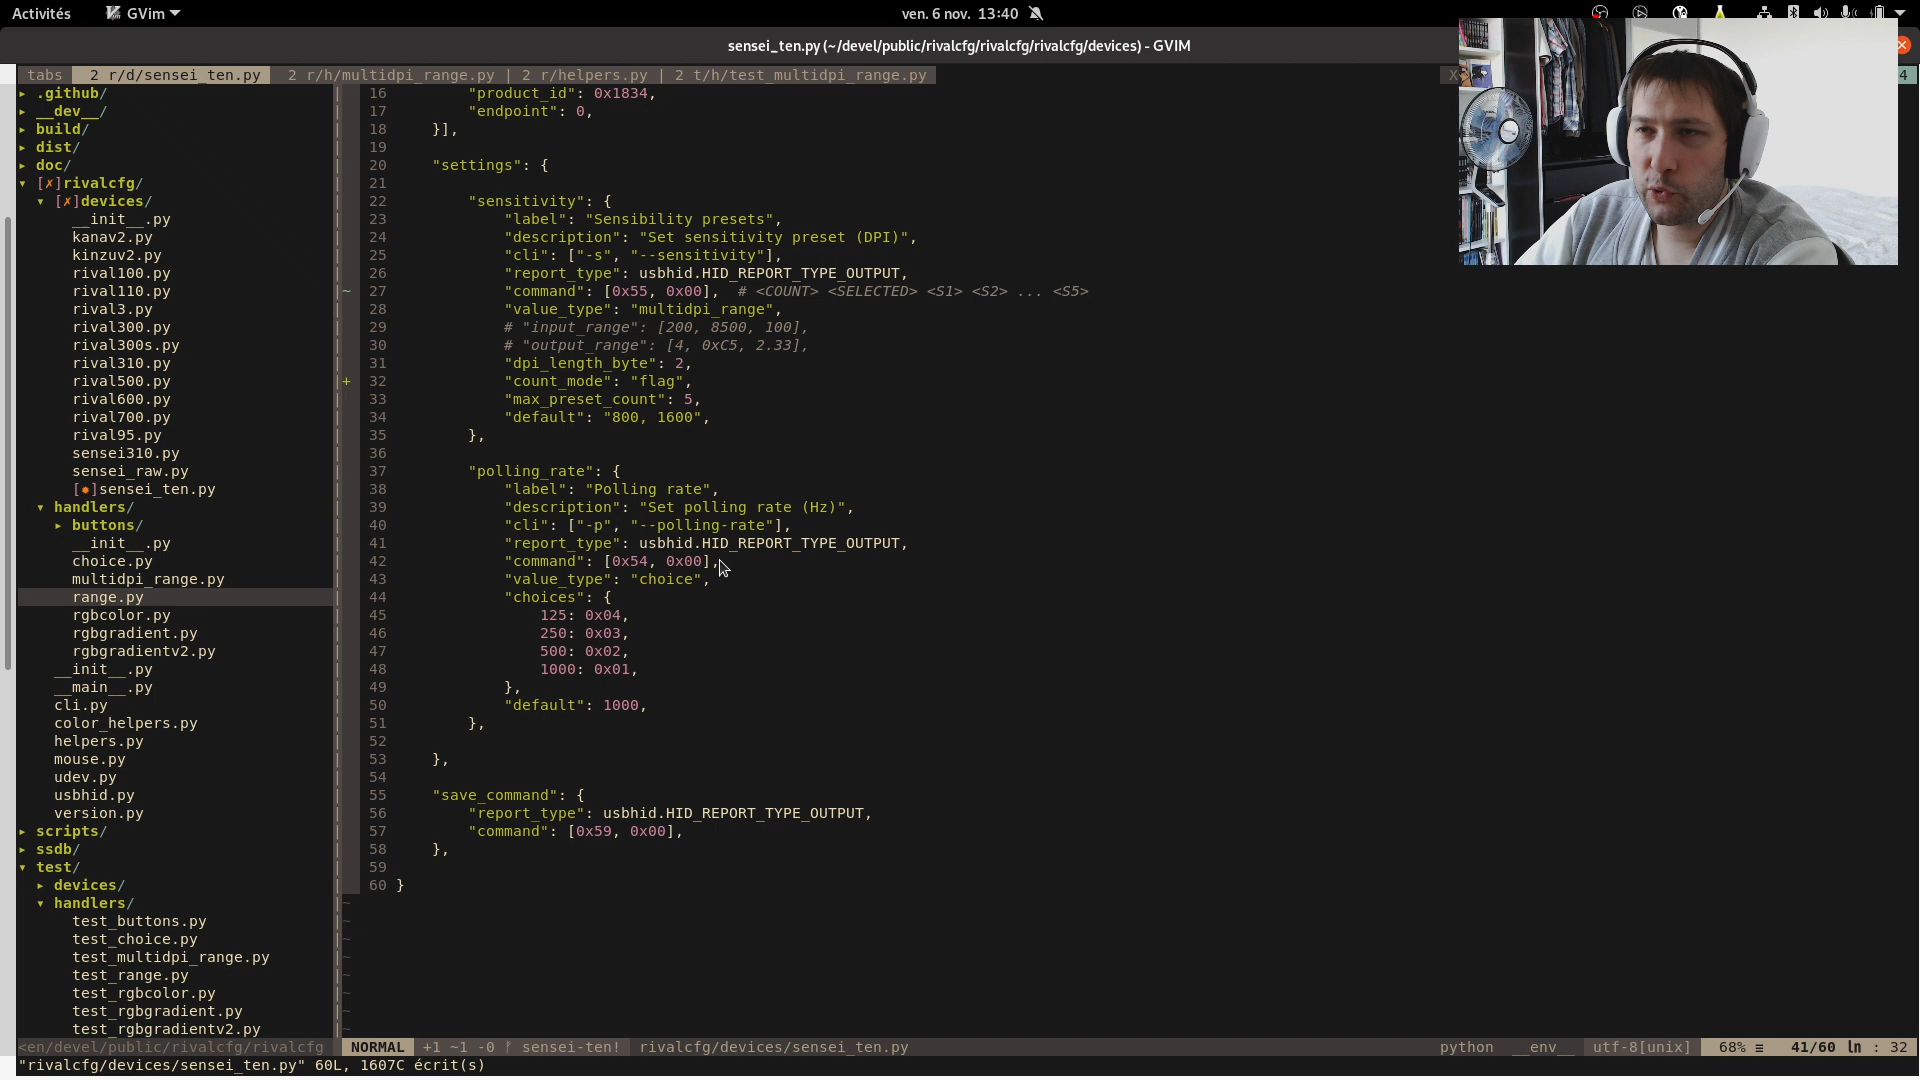 Activités GVim ven. 6 nov. 13:40
sensei_ten.py (~/devel/public/rivalcfg/rivalcfg/rivalcfg/devices) - GVIM
tabs 2 r/d/sensei_ten.py 2 r/h/multidpi_range.py | 2 r/helpers.py | 2 t/h/test_multidpi_range.py X 4
▸ .github/
▸ __dev__/
▸ build/
▸ dist/
▸ doc/
▾ [✗]rivalcfg/
▾ [✗]devices/
__init__.py
kanav2.py
kinzuv2.py
rival100.py
rival110.py
rival3.py
rival300.py
rival300s.py
rival310.py
rival500.py
rival600.py
rival700.py
rival95.py
sensei310.py
sensei_raw.py
[✹]sensei_ten.py
▾ handlers/
▸ buttons/
__init__.py
choice.py
multidpi_range.py
range.py
rgbcolor.py
rgbgradient.py
rgbgradientv2.py
__init__.py
__main__.py
cli.py
color_helpers.py
helpers.py
mouse.py
udev.py
usbhid.py
version.py
▸ scripts/
▸ ssdb/
▾ test/
▸ devices/
▾ handlers/
test_buttons.py
test_choice.py
test_multidpi_range.py
test_range.py
test_rgbcolor.py
test_rgbgradient.py
test_rgbgradientv2.py
16 "product_id": 0x1834,
17 "endpoint": 0,
18 }],
19
20 "settings": {
21
22 "sensitivity": {
23 "label": "Sensibility presets",
24 "description": "Set sensitivity preset (DPI)",
25 "cli": ["-s", "--sensitivity"],
26 "report_type": usbhid.HID_REPORT_TYPE_OUTPUT,
~ 27 "command": [0x55, 0x00], # <COUNT> <SELECTED> <S1> <S2> ... <S5>
28 "value_type": "multidpi_range",
29 # "input_range": [200, 8500, 100],
30 # "output_range": [4, 0xC5, 2.33],
31 "dpi_length_byte": 2,
+ 32 "count_mode": "flag",
33 "max_preset_count": 5,
34 "default": "800, 1600",
35 },
36
37 "polling_rate": {
38 "label": "Polling rate",
39 "description": "Set polling rate (Hz)",
40 "cli": ["-p", "--polling-rate"],
41 "report_type": usbhid.HID_REPORT_TYPE_OUTPUT,
42 "command": [0x54, 0x00],
43 "value_type": "choice",
44 "choices": {
45 125: 0x04,
46 250: 0x03,
47 500: 0x02,
48 1000: 0x01,
49 },
50 "default": 1000,
51 },
52
53 },
54
55 "save_command": {
56 "report_type": usbhid.HID_REPORT_TYPE_OUTPUT,
57 "command": [0x59, 0x00],
58 },
59
60 }
<en/devel/public/rivalcfg/rivalcfg NORMAL +1 ~1 -0 ᚠ sensei-ten! rivalcfg/devices/sensei_ten.py python __env__ utf-8[unix] 68% ≡ 41/60 ㏑ : 32
"rivalcfg/devices/sensei_ten.py" 60L, 1607C écrit(s)